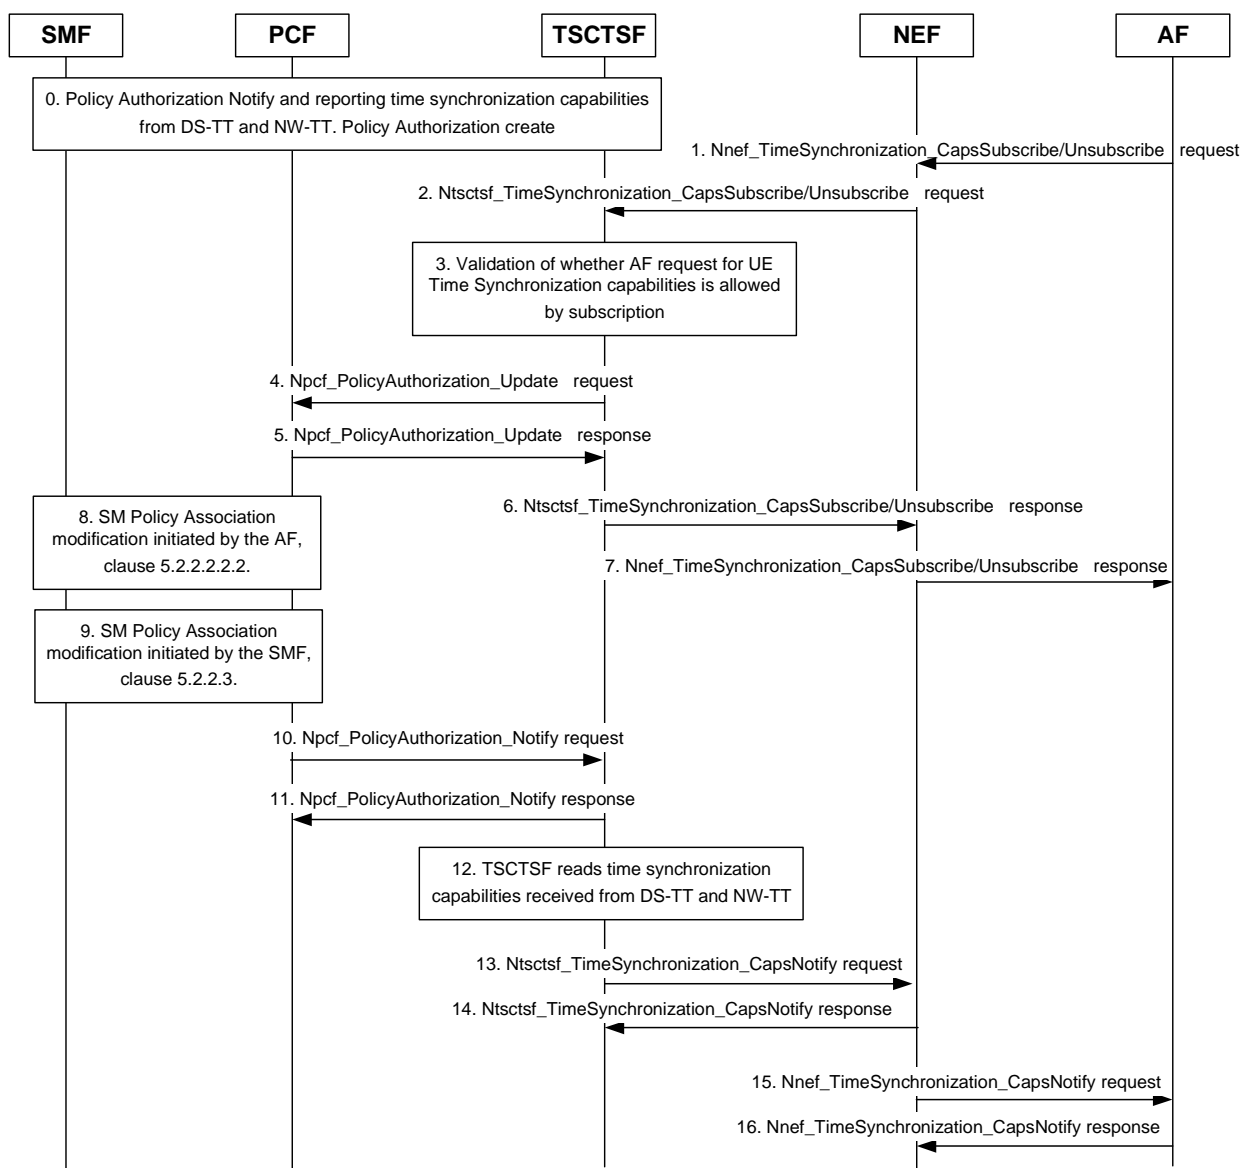 SMF
PCF
TSCTSF
NEF
AF
0. Policy Authorization Notify and reporting time synchronization capabilities
from DS-TT and NW-TT. Policy Authorization create
1. Nnef_TimeSynchronization_CapsSubscribe/Unsubscribe request
2. Ntsctsf_TimeSynchronization_CapsSubscribe/Unsubscribe request
3. Validation of whether AF request for UE
Time Synchronization capabilities is allowed
by subscription
4. Npcf_PolicyAuthorization_Update request
5. Npcf_PolicyAuthorization_Update response
6. Ntsctsf_TimeSynchronization_CapsSubscribe/Unsubscribe response
7. Nnef_TimeSynchronization_CapsSubscribe/Unsubscribe response
8. SM Policy Association
modification initiated by the AF,
clause 5.2.2.2.2.2.
9. SM Policy Association
modification initiated by the SMF,
clause 5.2.2.3.
10. Npcf_PolicyAuthorization_Notify request
11. Npcf_PolicyAuthorization_Notify response
12. TSCTSF reads time synchronization
capabilities received from DS-TT and NW-TT
13. Ntsctsf_TimeSynchronization_CapsNotify request
14. Ntsctsf_TimeSynchronization_CapsNotify response
15. Nnef_TimeSynchronization_CapsNotify request
16. Nnef_TimeSynchronization_CapsNotify response